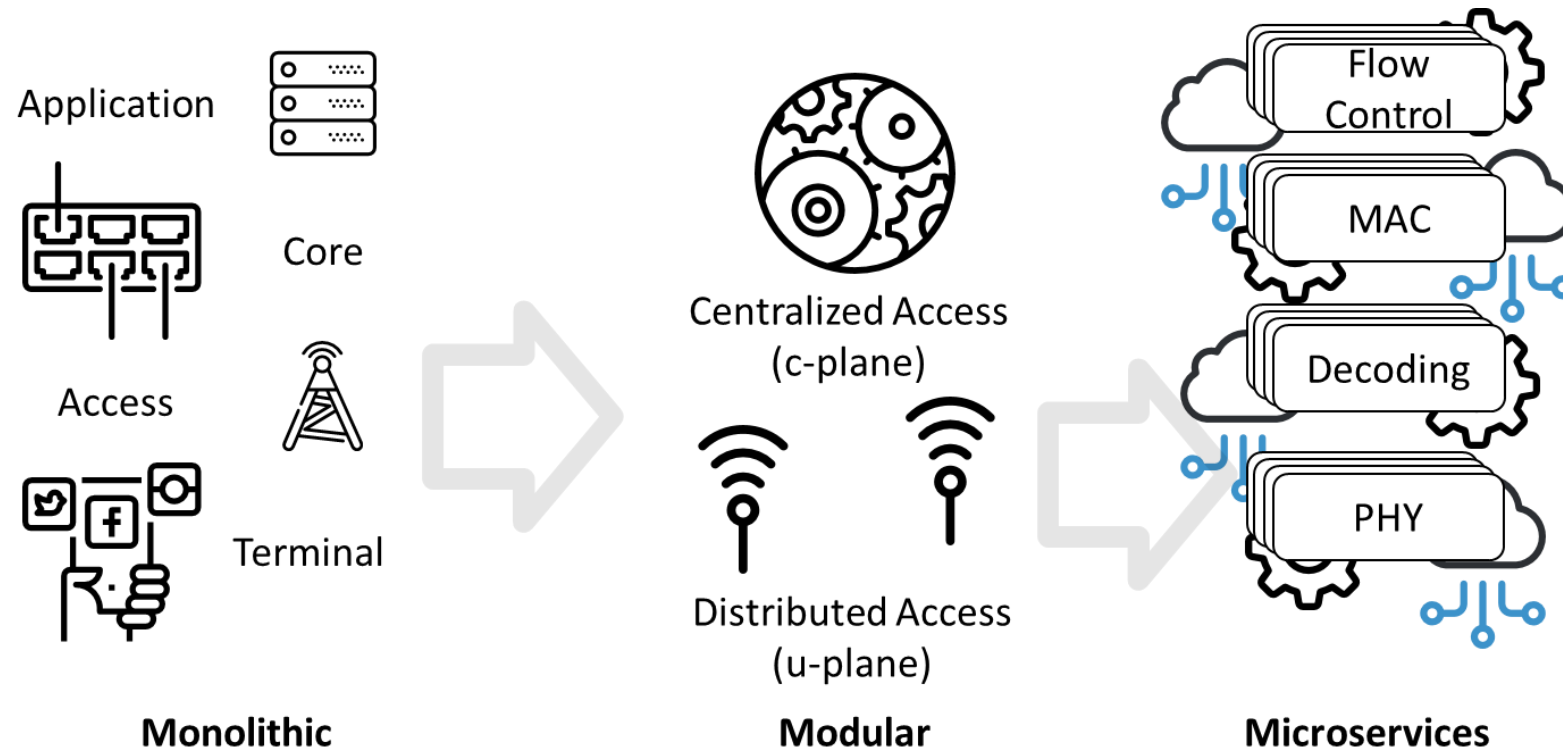 Application
Core
Access
Terminal
Monolithic
Centralized Access
(c-plane)
Distributed Access
(u-plane)
Modular
Flow
Control
MAC
Decoding
PHY
Microservices